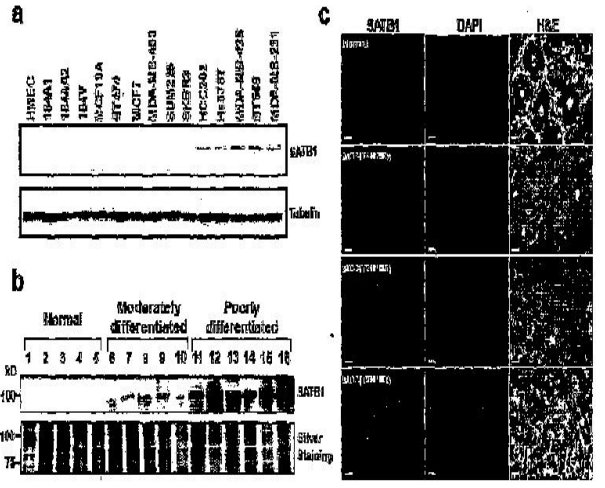 a
HMEC
184A1
184AA2
184V
MCF10A
BT474
MCF7
MDA-MB-453
SUM225
SKBR3
HCC202
Hs578T
MDA-MB-435
BT549
MDA-MB-231
SATB1
Tubulin
b
Normal
Moderately differentiated
Poorly differentiated
1 2 3 4 5 6 7 8 9 10 11 12 13 14 15 16
kD
100
SATB1
100
75
Silver
Staining
c
SATB1 DAPI H&E
Normal